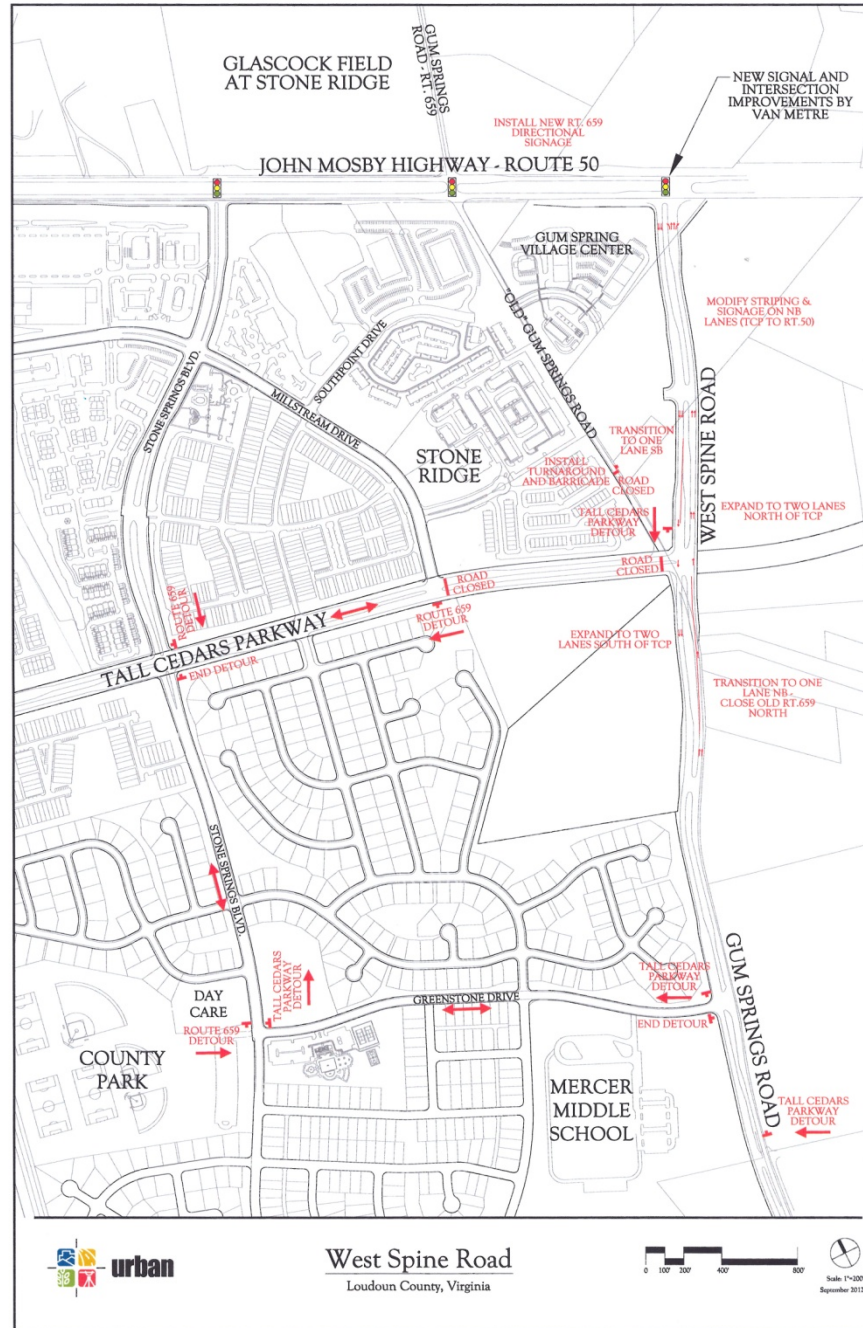 GLASCOCK FIELD
AT STONE RIDGE
GUM SPRINGS
ROAD - RT. 659
NEW SIGNAL AND
INTERSECTION
IMPROVEMENTS BY
VAN METRE
INSTALL NEW RT. 659
DIRECTIONAL
SIGNAGE
JOHN MOSBY HIGHWAY - ROUTE 50
GUM SPRING
VILLAGE CENTER
"OLD" GUM SPRINGS ROAD
MODIFY STRIPING &
SIGNAGE ON NB
LANES (TCP TO RT.50)
STONE SPRINGS BLVD.
SOUTHPOINT DRIVE
MILLSTREAM DRIVE
WEST SPINE ROAD
STONE
RIDGE
TRANSITION
TO ONE
LANE SB
INSTALL
TURNAROUND
AND BARRICADE
ROAD
CLOSED
TALL CEDARS
PARKWAY
DETOUR
EXPAND TO TWO LANES
NORTH OF TCP
ROAD
CLOSED
ROAD
CLOSED
ROUTE 659
DETOUR
ROUTE 659
DETOUR
TALL CEDARS PARKWAY
END DETOUR
EXPAND TO TWO
LANES SOUTH OF TCP
TRANSITION TO ONE
LANE NB -
CLOSE OLD RT.659
NORTH
STONE SPRINGS BLVD.
GUM SPRINGS ROAD
TALL CEDARS
PARKWAY
DETOUR
TALL CEDARS
PARKWAY
DETOUR
DAY
CARE
GREENSTONE DRIVE
ROUTE 659
DETOUR
END DETOUR
COUNTY
PARK
MERCER
MIDDLE
SCHOOL
TALL CEDARS
PARKWAY
DETOUR
urban
West Spine Road
Loudoun County, Virginia
0 100' 200' 400' 800'
Scale: 1"=200'
September 2012